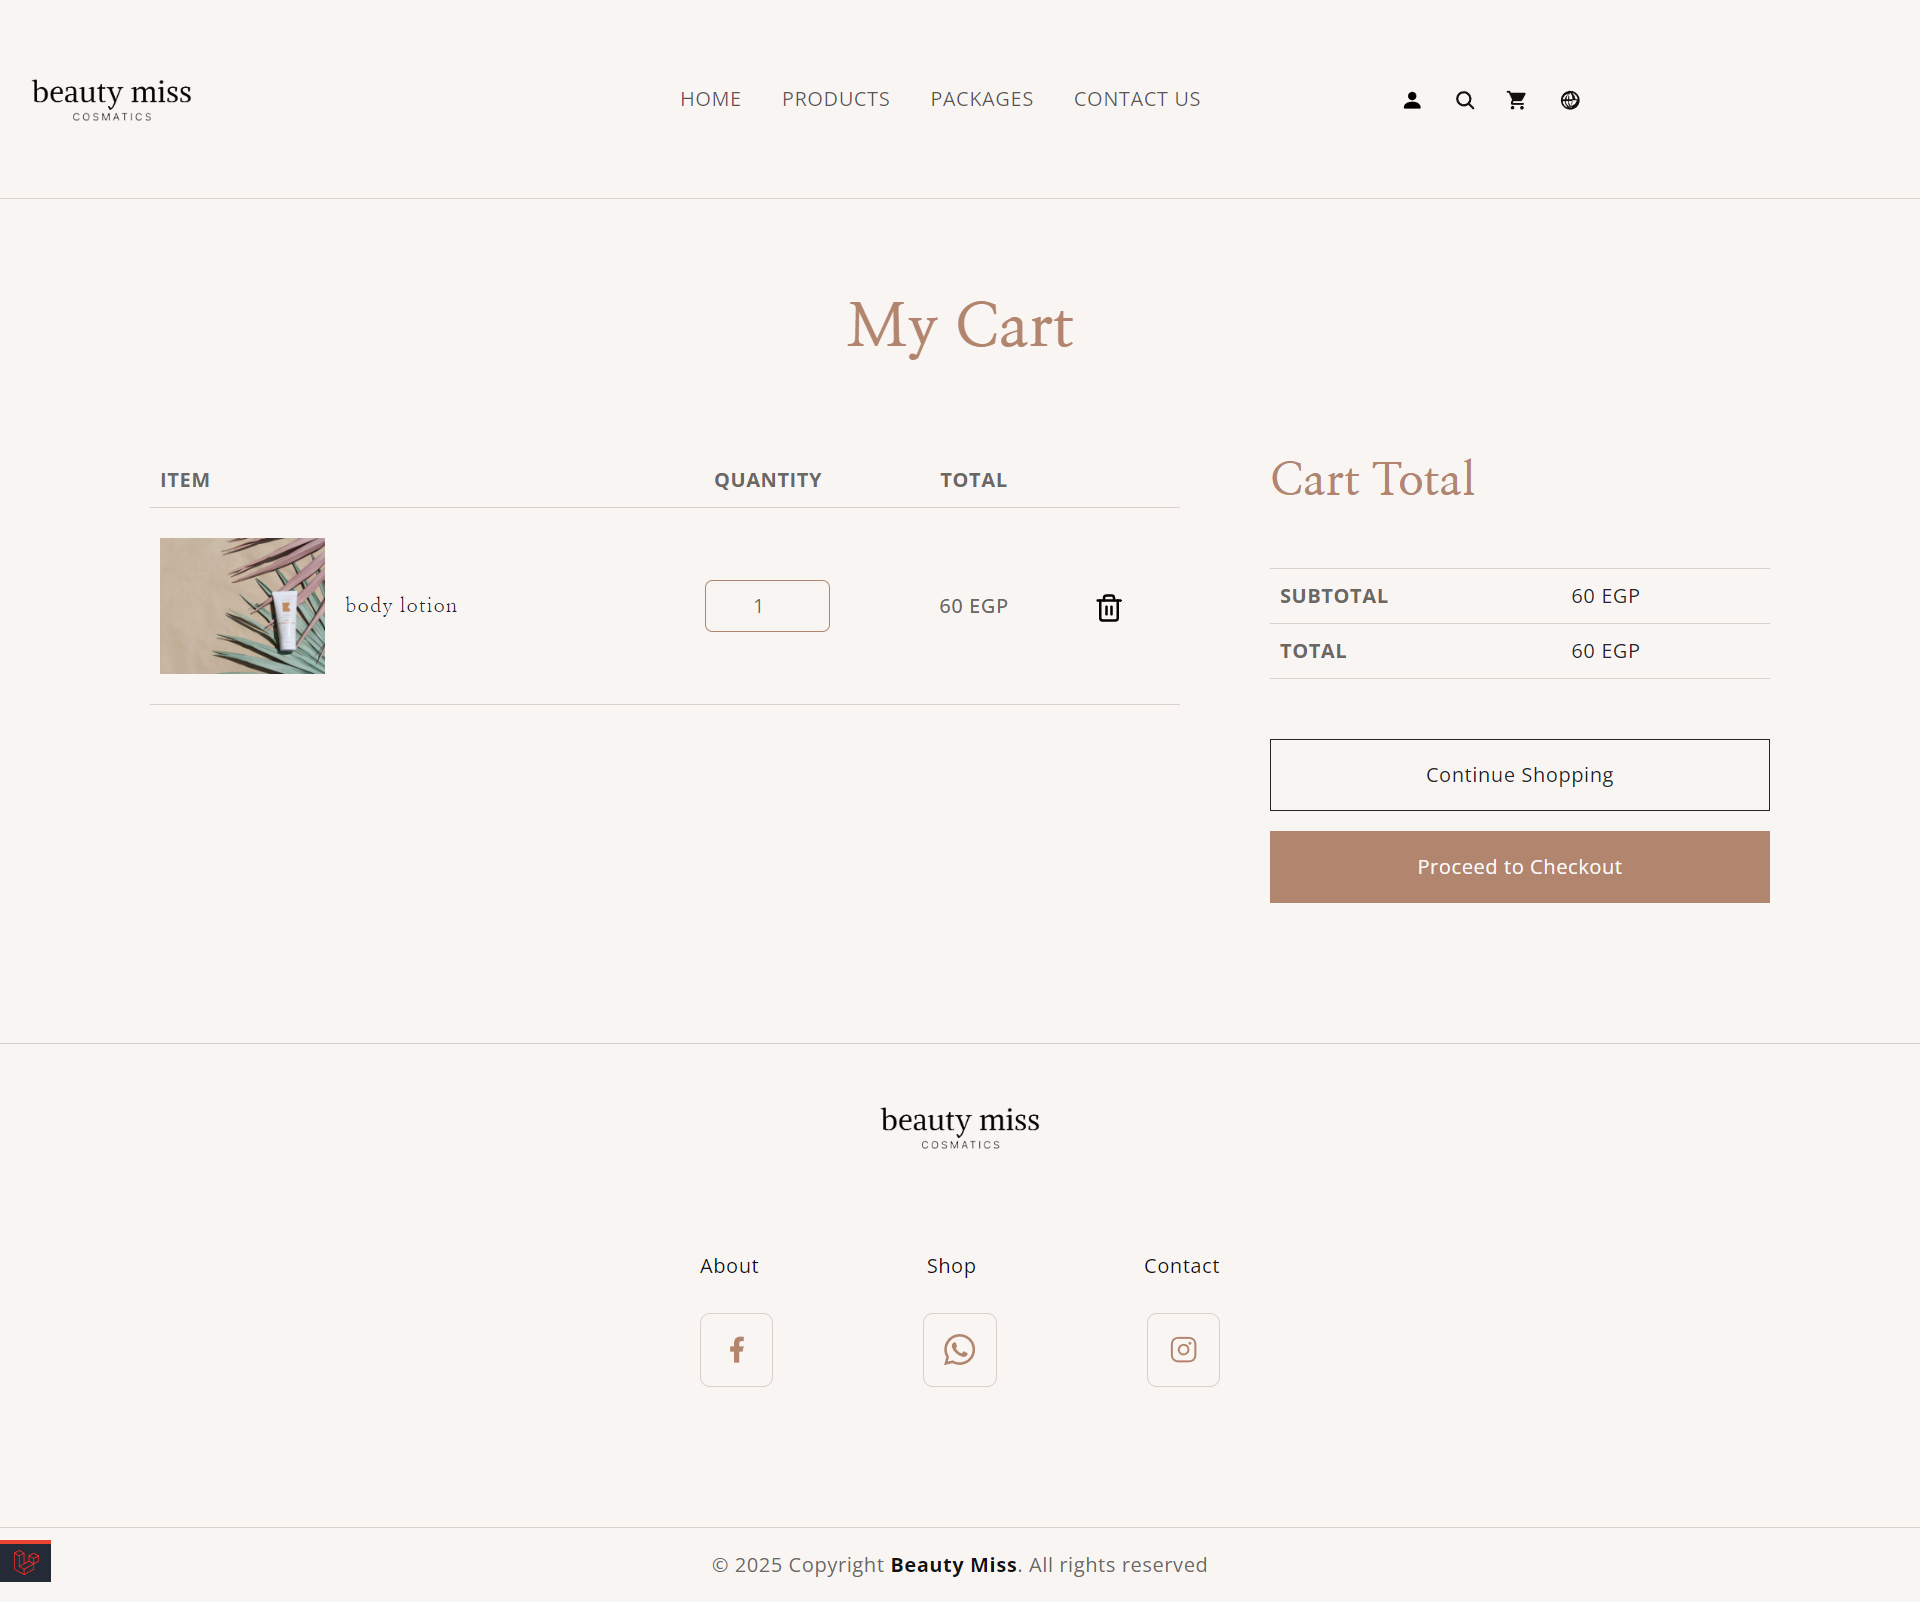 beauty miss
COSMATICS
HOME PRODUCTS PACKAGES CONTACT US
My Cart
ITEM QUANTITY TOTAL
body lotion 1 60 EGP
Cart Total
SUBTOTAL 60 EGP
TOTAL 60 EGP
Continue Shopping
Proceed to Checkout
beauty miss
COSMATICS
About Shop Contact
© 2025 Copyright Beauty Miss. All rights reserved